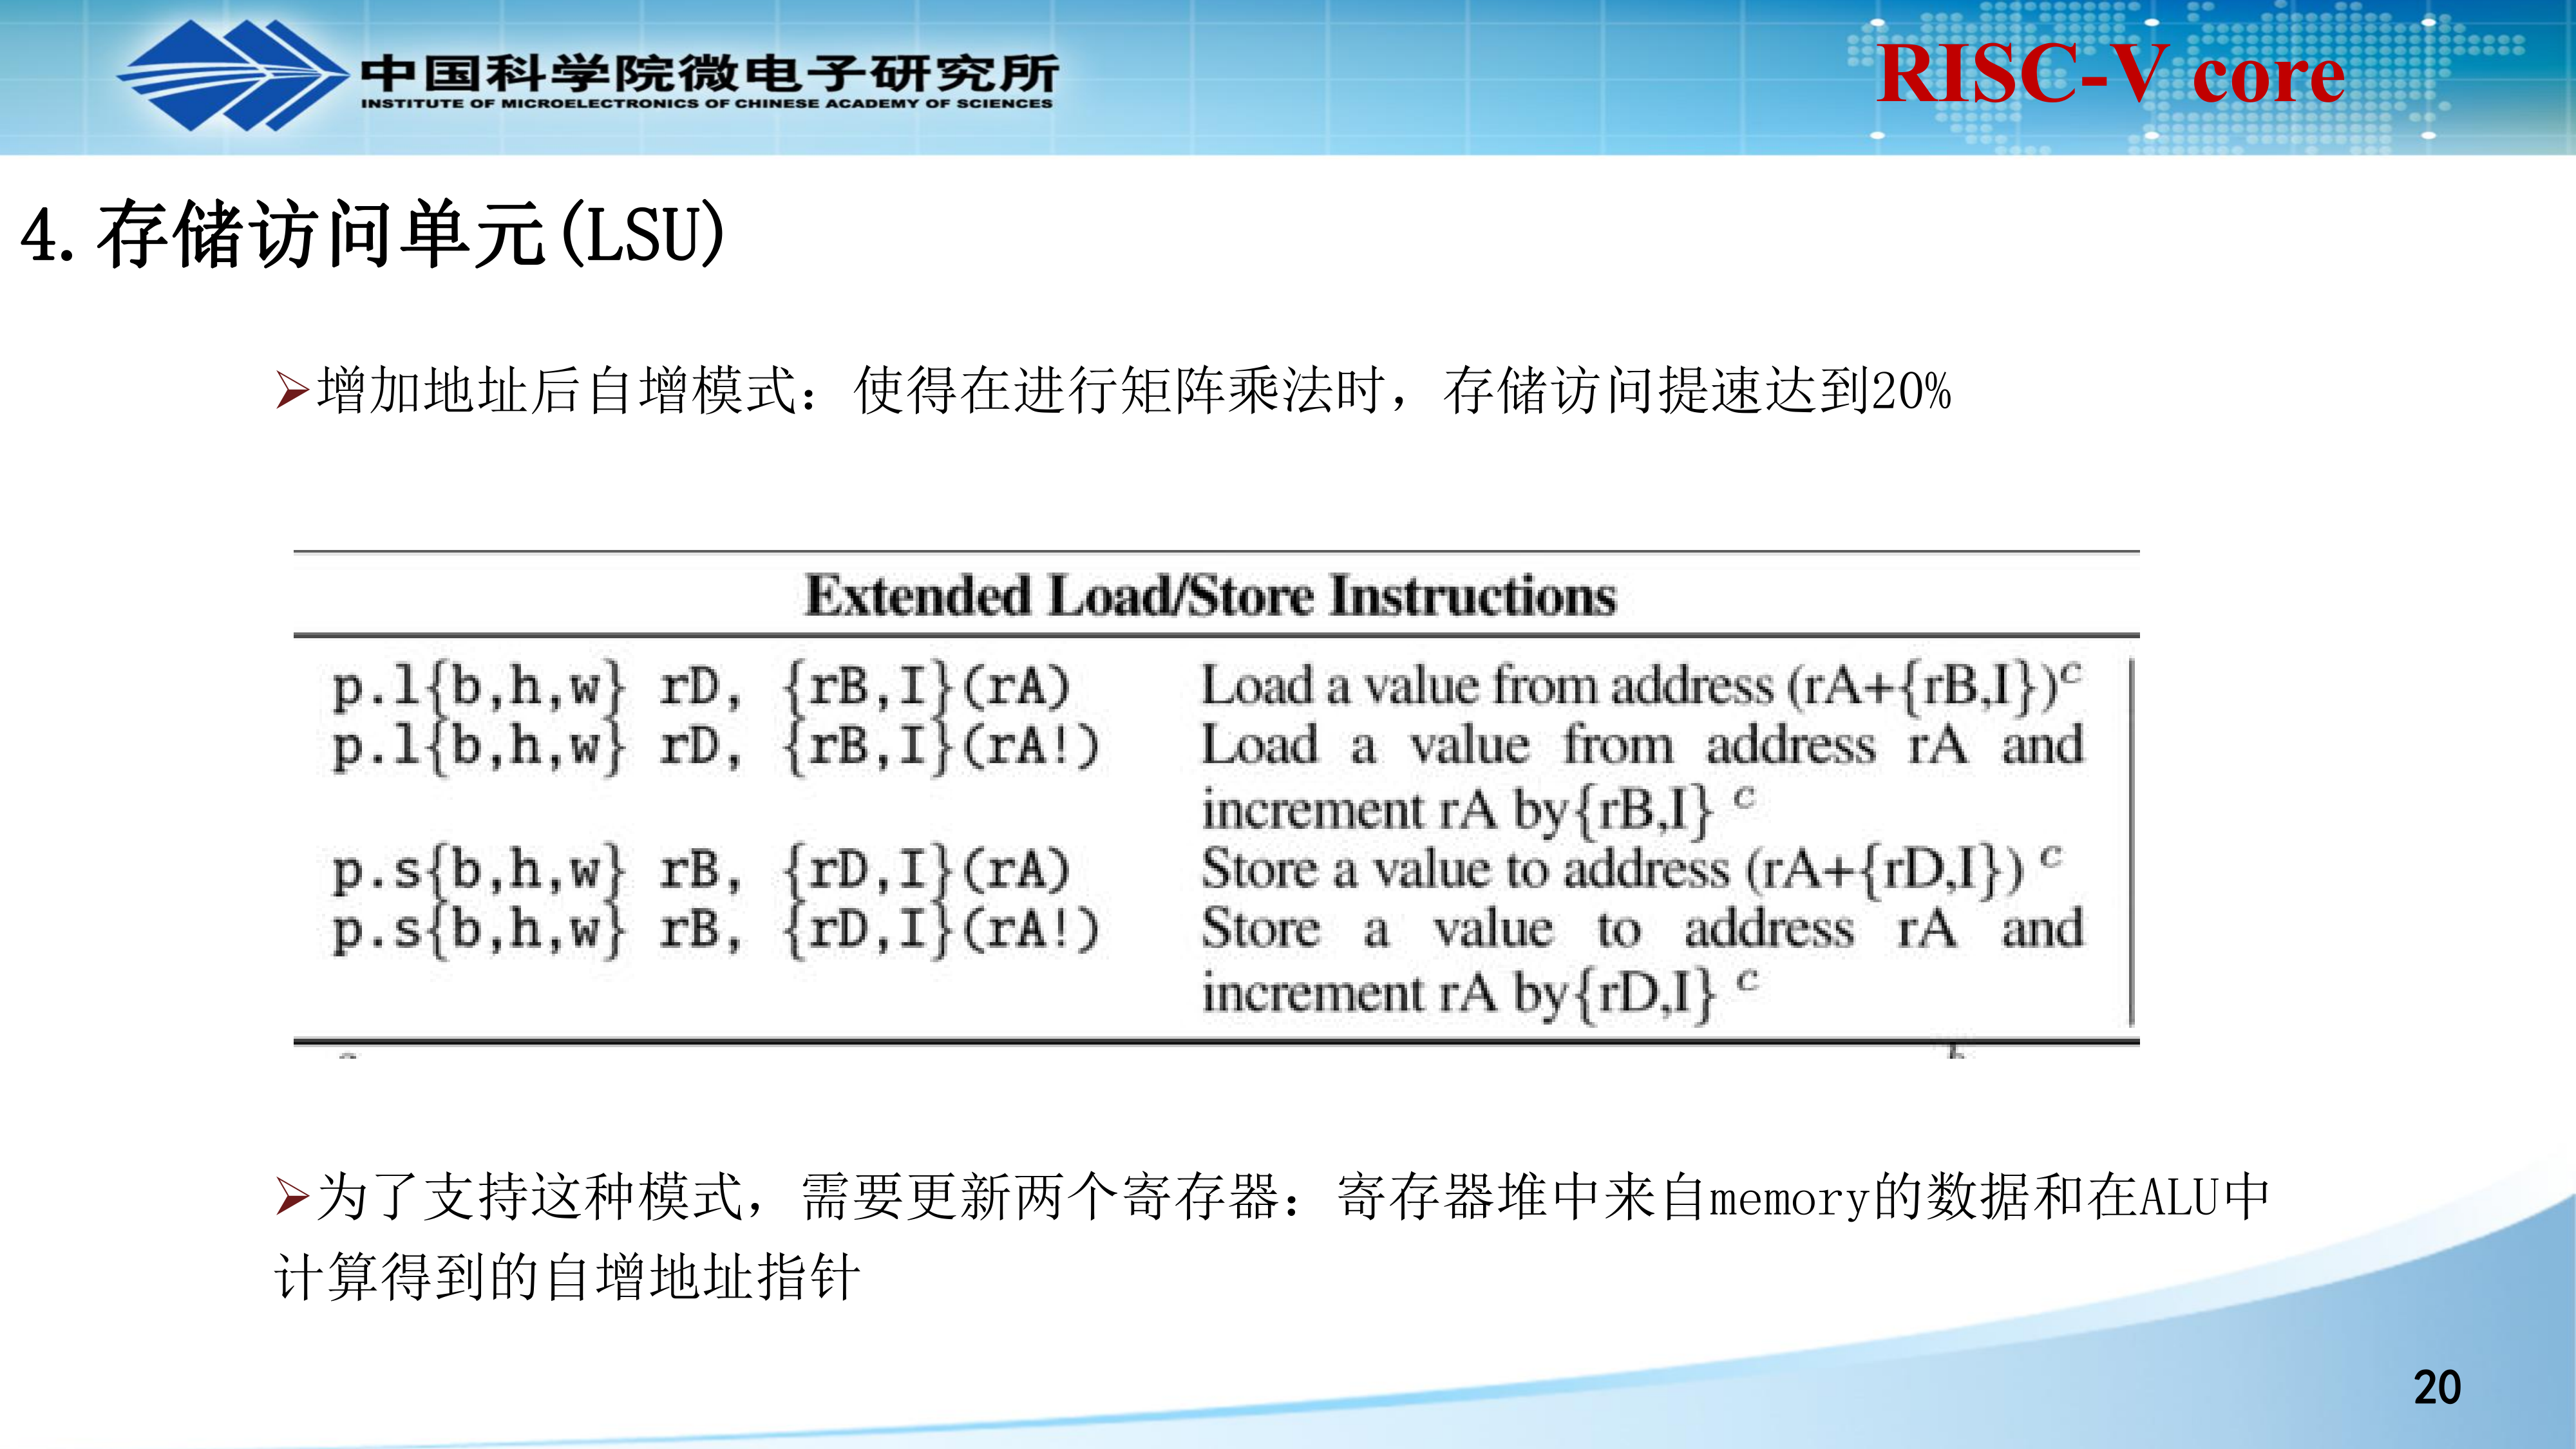 中国科学院微电子研究所
INSTITUTE OF MICROELECTRONICS OF CHINESE ACADEMY OF SCIENCES
RISC-V core
4.存储访问单元(LSU)
➢增加地址后自增模式：使得在进行矩阵乘法时，存储访问提速达到20%
Extended Load/Store Instructions
p.l{b,h,w} rD, {rB,I}(rA) Load a value from address (rA+{rB,I})c
p.l{b,h,w} rD, {rB,I}(rA!) Load a value from address rA and
increment rA by{rB,I} c
p.s{b,h,w} rB, {rD,I}(rA) Store a value to address (rA+{rD,I}) c
p.s{b,h,w} rB, {rD,I}(rA!) Store a value to address rA and
increment rA by{rD,I} c
➢为了支持这种模式，需要更新两个寄存器：寄存器堆中来自memory的数据和在ALU中
计算得到的自增地址指针
20